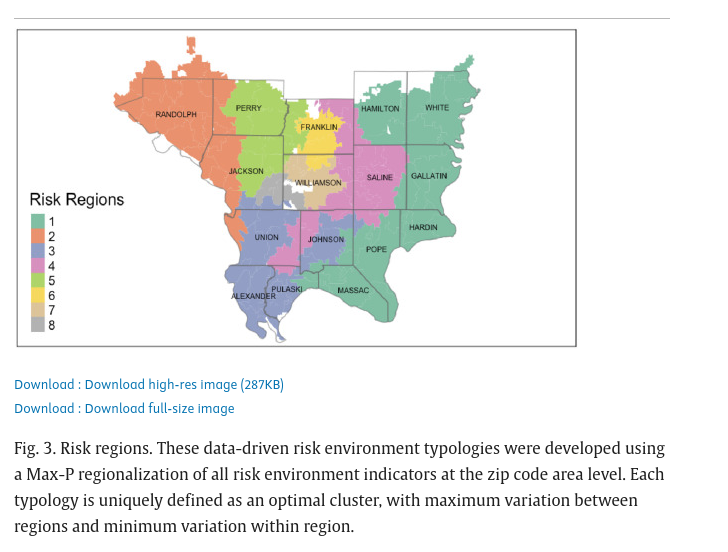 RANDOLPH
PERRY
FRANKLIN
HAMILTON
WHITE
JACKSON
WILLIAMSON
SALINE
GALLATIN
UNION
JOHNSON
POPE
HARDIN
ALEXANDER
PULASKI
MASSAC
Risk Regions
1
2
3
4
5
6
7
8
Download : Download high-res image (287KB)
Download : Download full-size image
Fig. 3. Risk regions. These data-driven risk environment typologies were developed using
a Max-P regionalization of all risk environment indicators at the zip code area level. Each
typology is uniquely defined as an optimal cluster, with maximum variation between
regions and minimum variation within region.